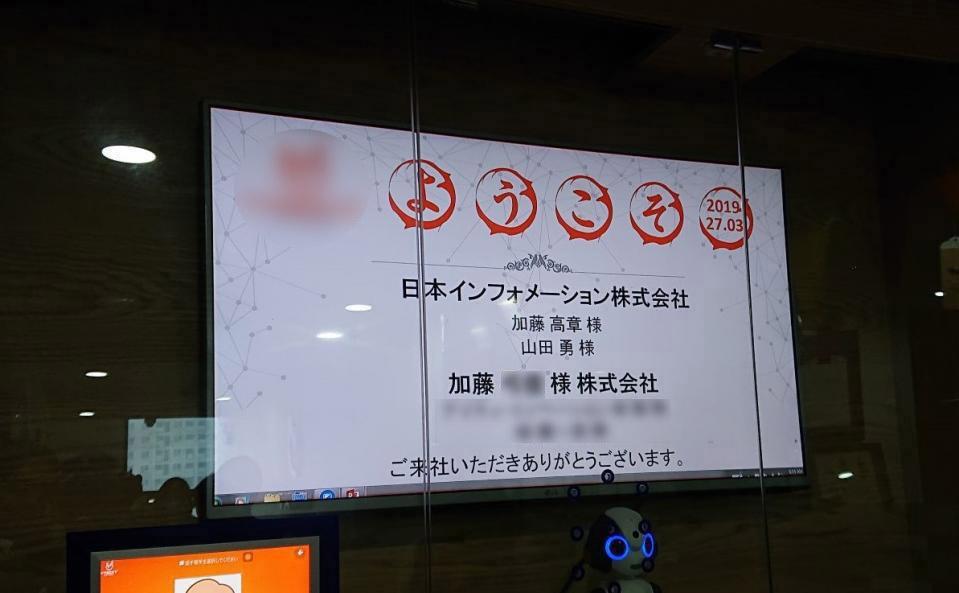 ようこそ
2019
27.03
日本インフォメーション株式会社
加藤 高章 様
山田 勇 様
加藤 様 株式会社
ご来社いただきありがとうございます。